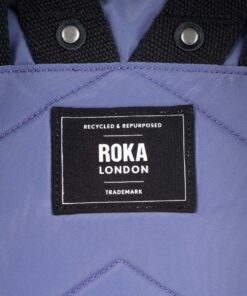 RECYCLED & REPURPOSED
ROKA
LONDON
TRADEMARK